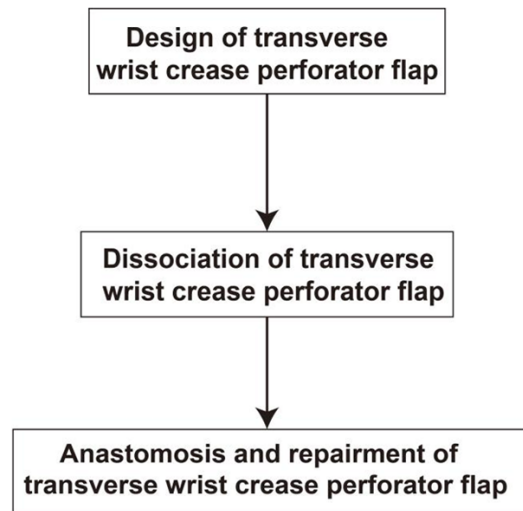 Design of transverse
wrist crease perforator flap
Dissociation of transverse
wrist crease perforator flap
Anastomosis and repairment of
transverse wrist crease perforator flap